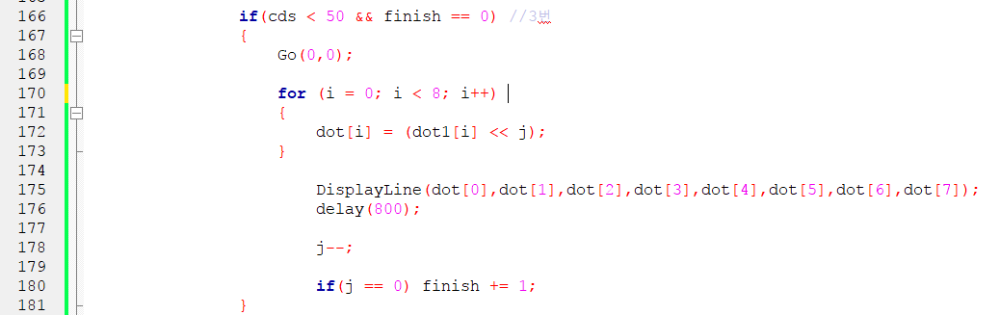 166 if(cds < 50 && finish == 0) //3번
167 {
168 Go(0,0);
169
170 for (i = 0; i < 8; i++)
171 {
172 dot[i] = (dot1[i] << j);
173 }
174
175 DisplayLine(dot[0],dot[1],dot[2],dot[3],dot[4],dot[5],dot[6],dot[7]);
176 delay(800);
177
178 j--;
179
180 if(j == 0) finish += 1;
181 }